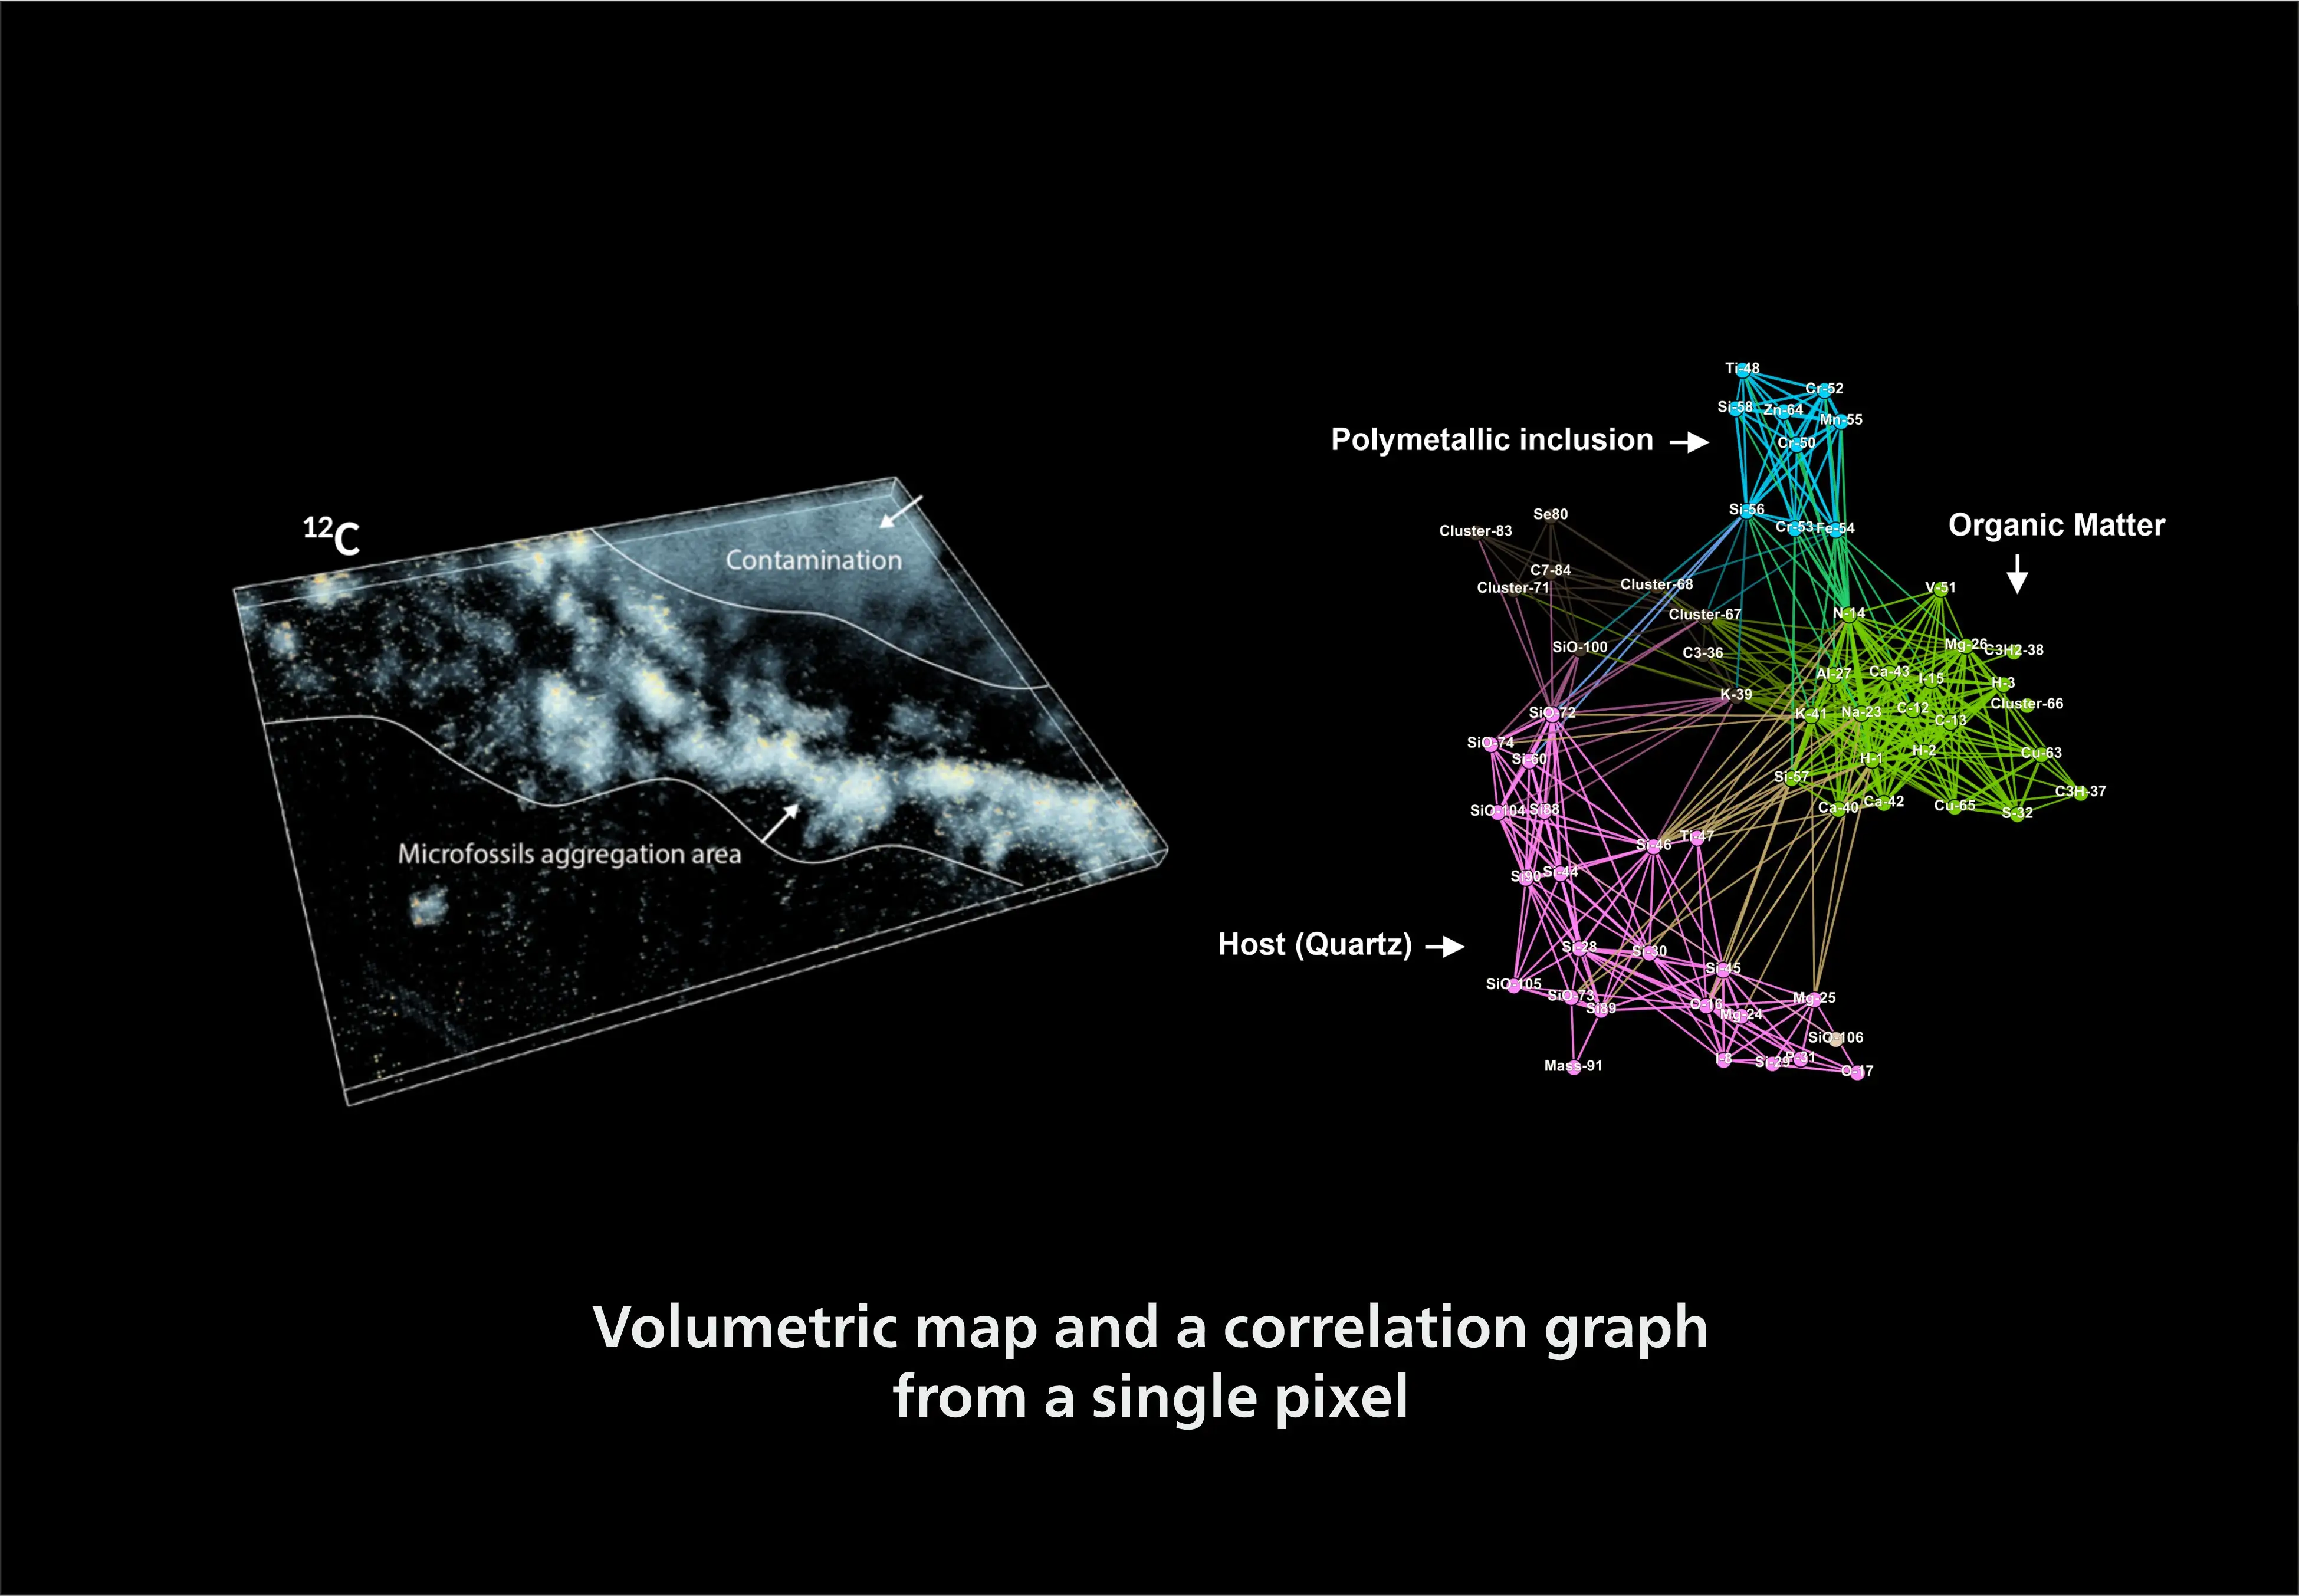 ¹²C
Contamination
Microfossils aggregation area
Polymetallic inclusion
Organic Matter
Host (Quartz)
Ti-48
Cr-52
Si-58
Zn-64
Mn-55
Cr-50
Si-56
Cr-53
Fe-54
Se80
Cluster-83
C7-84
Cluster-71
Cluster-68
Cluster-67
SiO-100
C3-36
K-39
V-51
N-14
Mg-26
C3H2-38
Al-27
Ca-43
I-15
H-3
Cluster-66
K-41
Na-23
C-12
C-13
H-2
Cu-63
H-1
Si-57
C3H-37
Ca-40
Ca-42
Cu-65
S-32
SiO-72
SiO-74
Si-60
SiO-104
Si88
Ti-47
Si-46
Si90
Si-44
Si-28
Si-30
Si-45
SiO-105
SiO-73
Si89
O-16
Mg-24
Mg-25
SiO-106
Mass-91
I-8
Si-29
P-31
O-17
Volumetric map and a correlation graph
from a single pixel